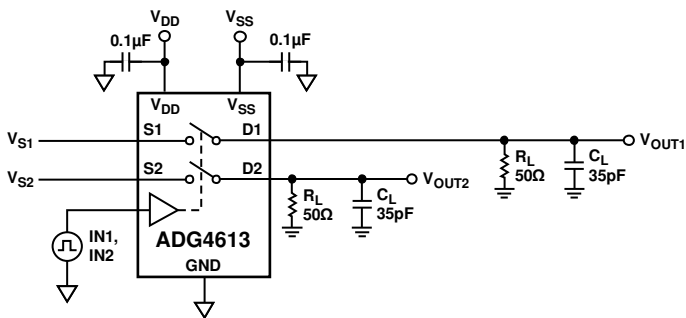 VDD
VSS
0.1µF
0.1µF
VDD
VSS
VS1
S1
D1
VOUT1
RL
50Ω
CL
35pF
VS2
S2
D2
VOUT2
RL
50Ω
CL
35pF
IN1,
IN2
ADG4613
GND